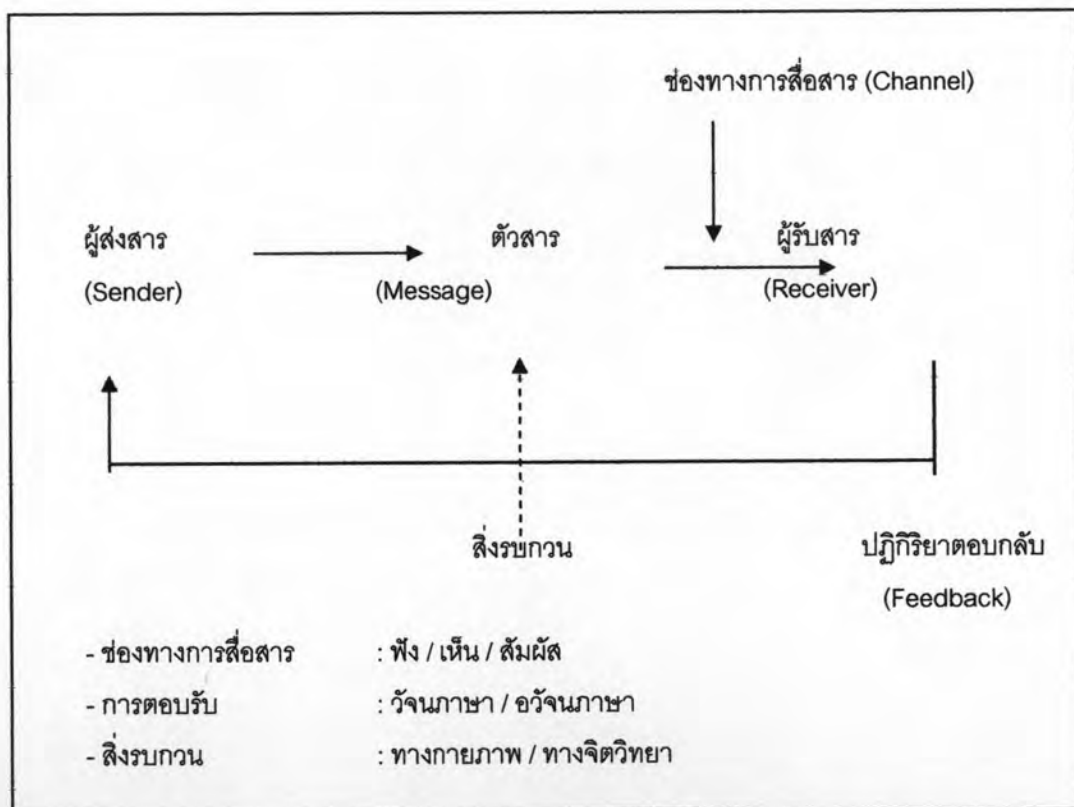 ช่องทางการสื่อสาร (Channel)
ผู้ส่งสาร ตัวสาร ผู้รับสาร
(Sender) (Message) (Receiver)
สิ่งรบกวน ปฏิกิริยาตอบกลับ
(Feedback)
- ช่องทางการสื่อสาร : ฟัง / เห็น / สัมผัส
- การตอบรับ : วัจนภาษา / อวัจนภาษา
- สิ่งรบกวน : ทางกายภาพ / ทางจิตวิทยา